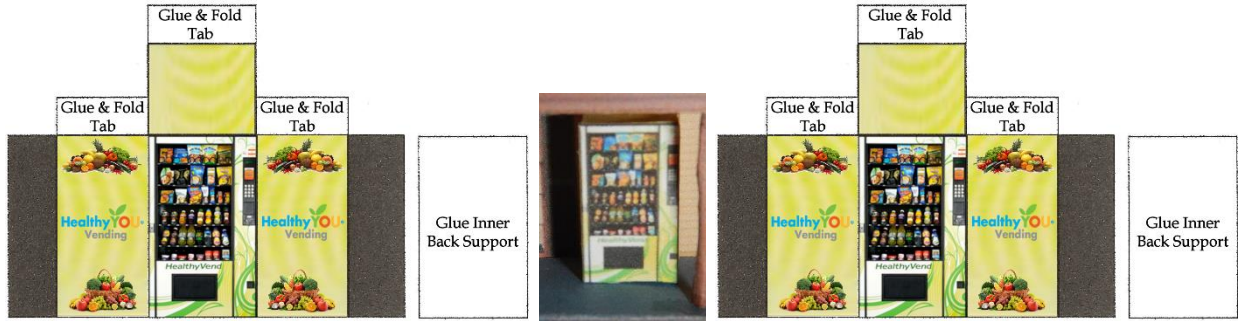 Glue & Fold
Tab
Glue & Fold
Tab
Glue & Fold
Tab
HealthyYOU
Vending
HealthyYOU
Vending
HealthyVend
Glue Inner
Back Support
HealthyVend
Glue & Fold
Tab
Glue & Fold
Tab
Glue & Fold
Tab
HealthyYOU
Vending
HealthyYOU
Vending
HealthyVend
Glue Inner
Back Support